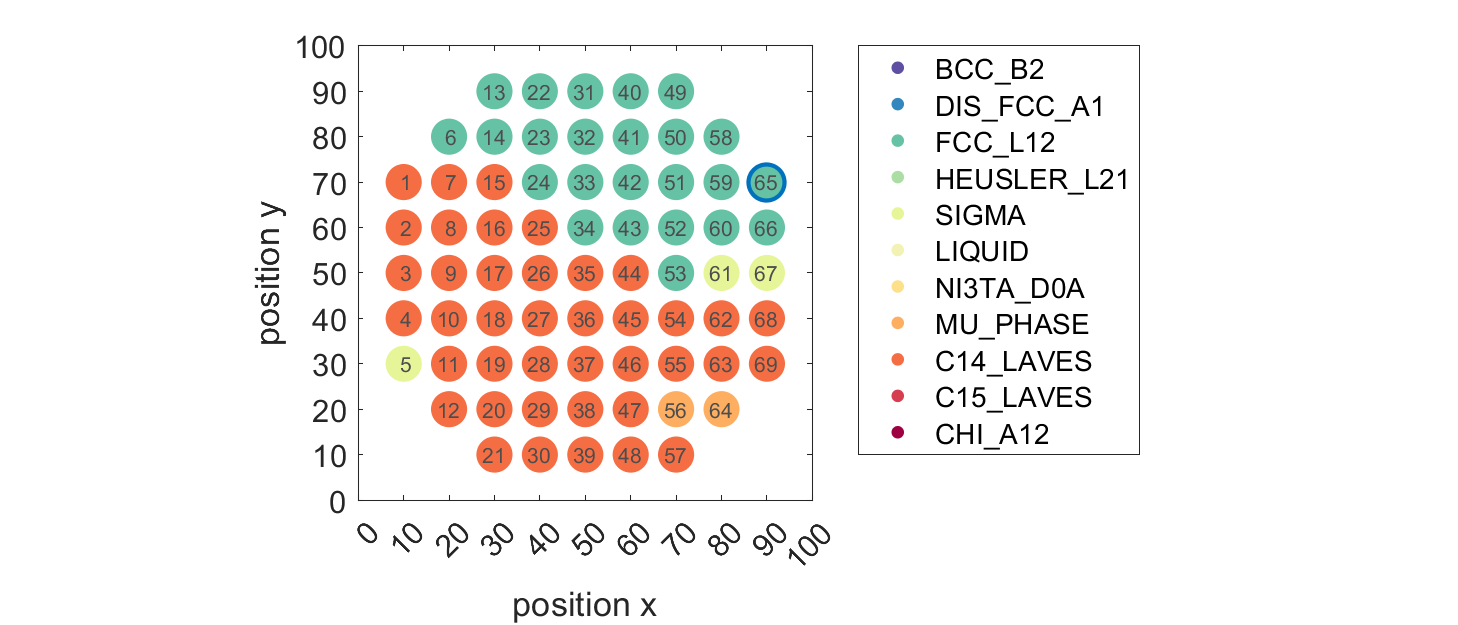 100
90
80
70
60
50
40
30
20
10
0
position y
13 22 31 40 49
6 14 23 32 41 50 58
1 7 15 24 33 42 51 59 65
2 8 16 25 34 43 52 60 66
3 9 17 26 35 44 53 61 67
4 10 18 27 36 45 54 62 68
5 11 19 28 37 46 55 63 69
12 20 29 38 47 56 64
21 30 39 48 57
0 10 20 30 40 50 60 70 80 90 100
position x
BCC_B2
DIS_FCC_A1
FCC_L12
HEUSLER_L21
SIGMA
LIQUID
NI3TA_D0A
MU_PHASE
C14_LAVES
C15_LAVES
CHI_A12